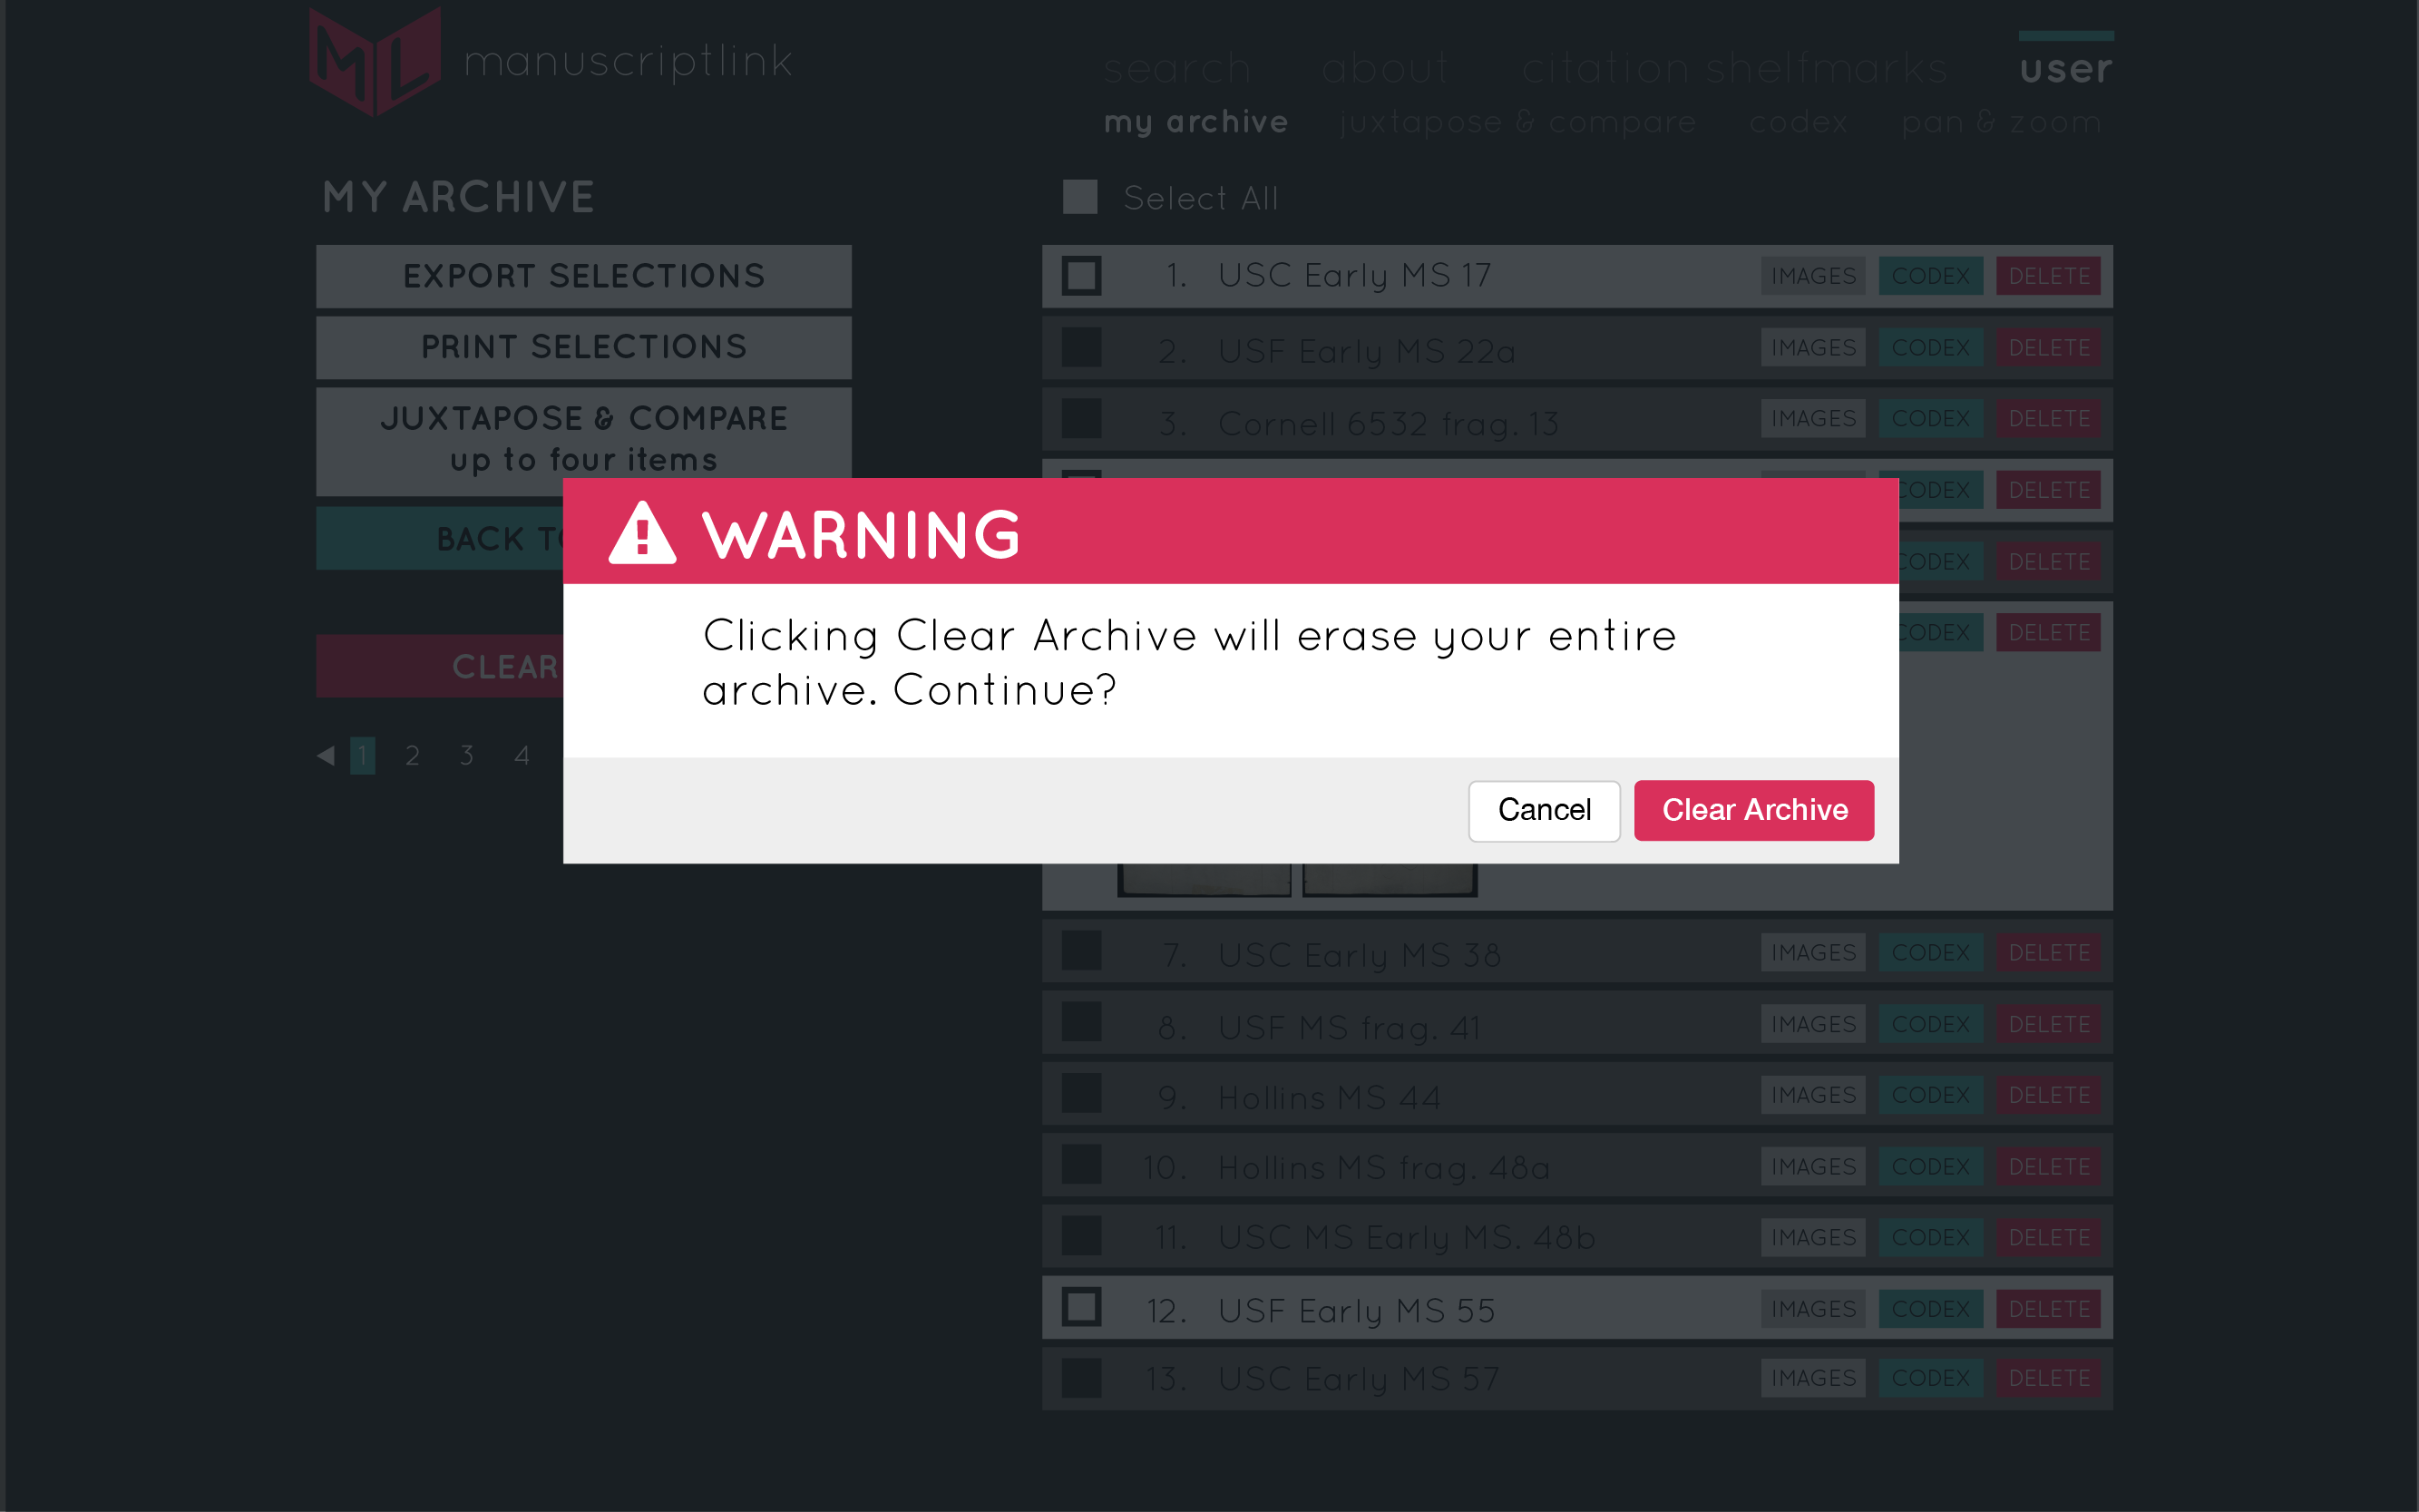 ML manuscriptlink
search about citation shelfmarks user
my archive juxtapose & compare codex pan & zoom
MY ARCHIVE
Select All
EXPORT SELECTIONS
PRINT SELECTIONS
JUXTAPOSE & COMPARE
up to four items
BACK
CLEAR
1 2 3 4
1. USC Early MS 17 IMAGES CODEX DELETE
2. USF Early MS 22a IMAGES CODEX DELETE
3. Cornell 6532 frag. 13 IMAGES CODEX DELETE
CODEX DELETE
CODEX DELETE
CODEX DELETE
WARNING
Clicking Clear Archive will erase your entire
archive. Continue?
Cancel Clear Archive
7. USC Early MS 38 IMAGES CODEX DELETE
8. USF MS frag. 41 IMAGES CODEX DELETE
9. Hollins MS 44 IMAGES CODEX DELETE
10. Hollins MS frag. 48a IMAGES CODEX DELETE
11. USC MS Early MS. 48b IMAGES CODEX DELETE
12. USF Early MS 55 IMAGES CODEX DELETE
13. USC Early MS 57 IMAGES CODEX DELETE